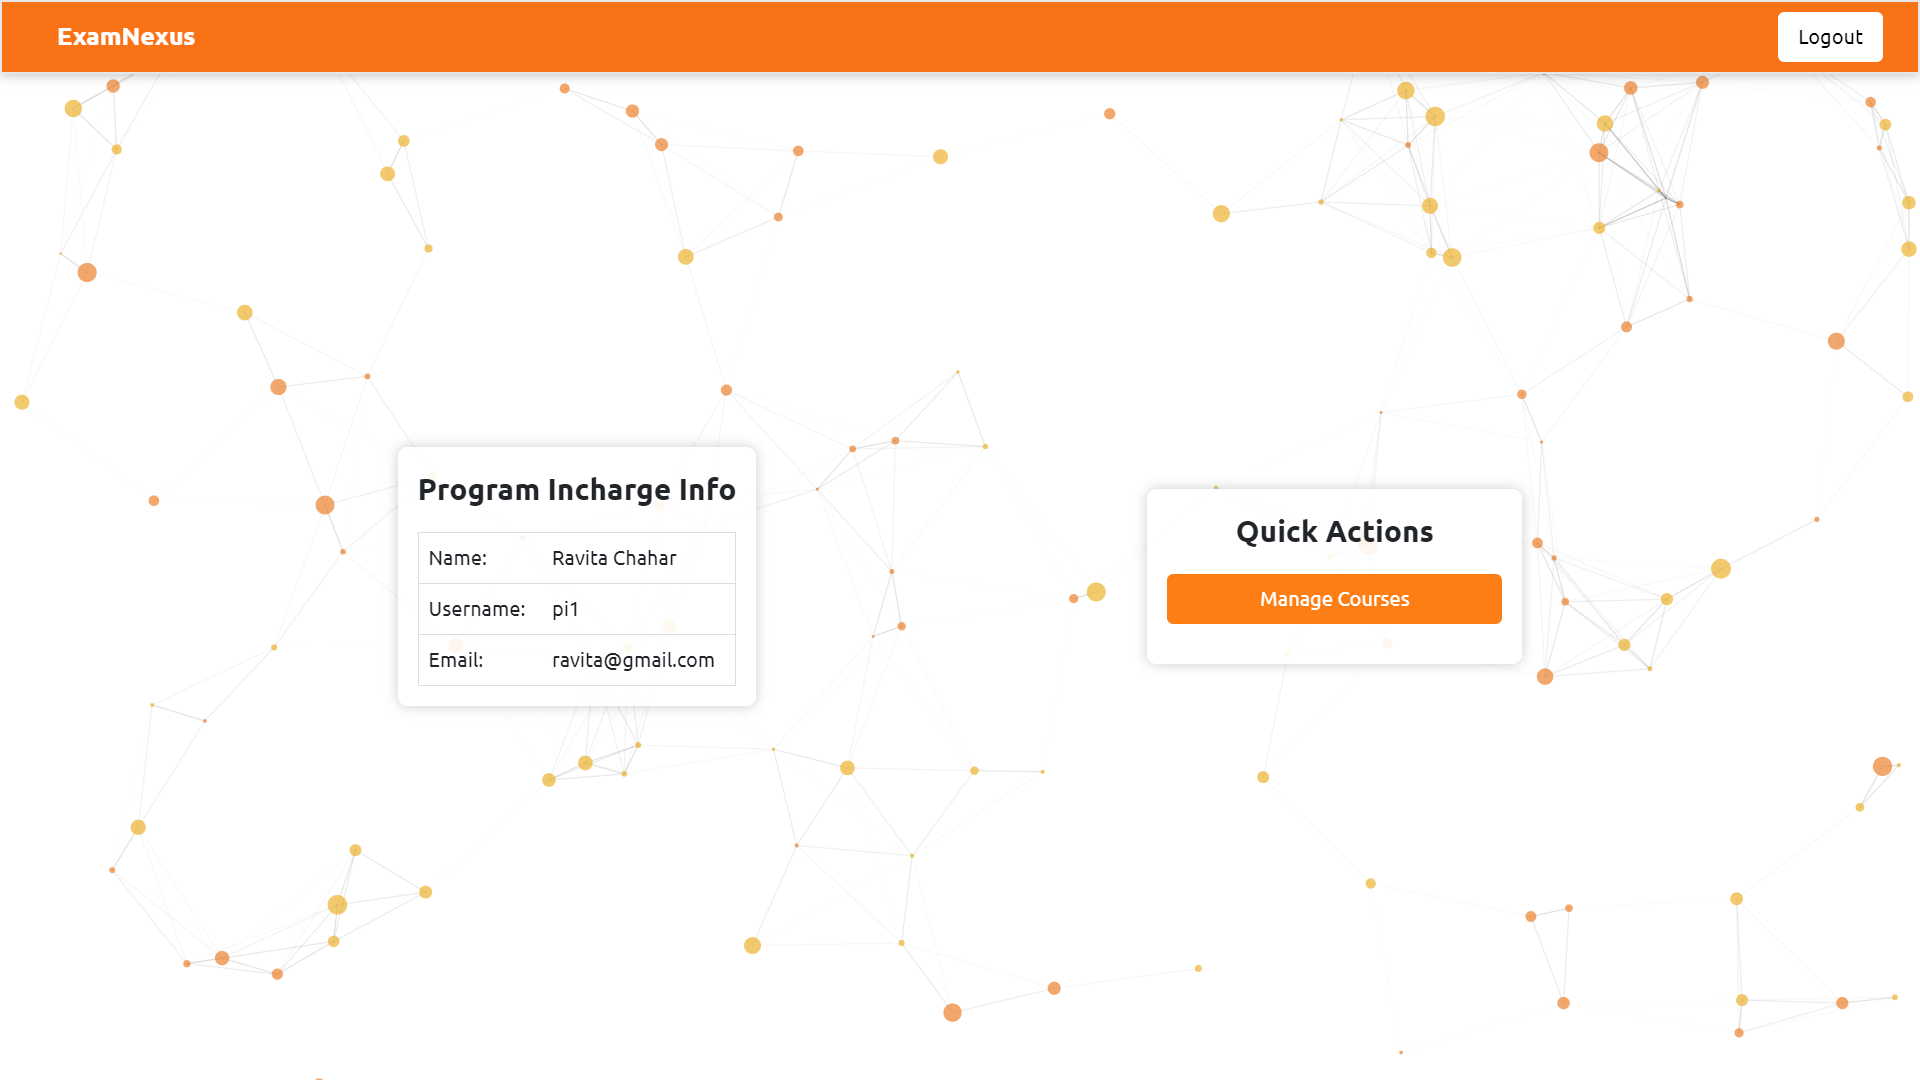 ExamNexus
Logout
Program Incharge Info
Name: Ravita Chahar
Username: pi1
Email: ravita@gmail.com
Quick Actions
Manage Courses